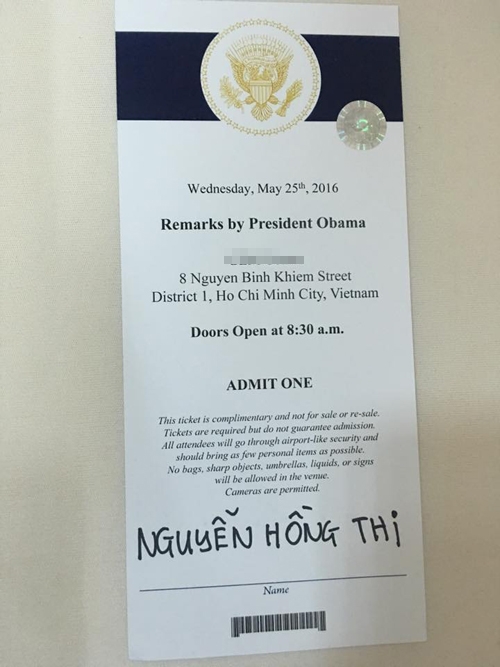 Wednesday, May 25th, 2016
Remarks by President Obama
8 Nguyen Binh Khiem Street
District 1, Ho Chi Minh City, Vietnam
Doors Open at 8:30 a.m.
ADMIT ONE
This ticket is complimentary and not for sale or re-sale.
Tickets are required but do not guarantee admission.
All attendees will go through airport-like security and
should bring as few personal items as possible.
No bags, sharp objects, umbrellas, liquids, or signs
will be allowed in the venue.
Cameras are permitted.
NGUYỄN HỒNG THị
Name